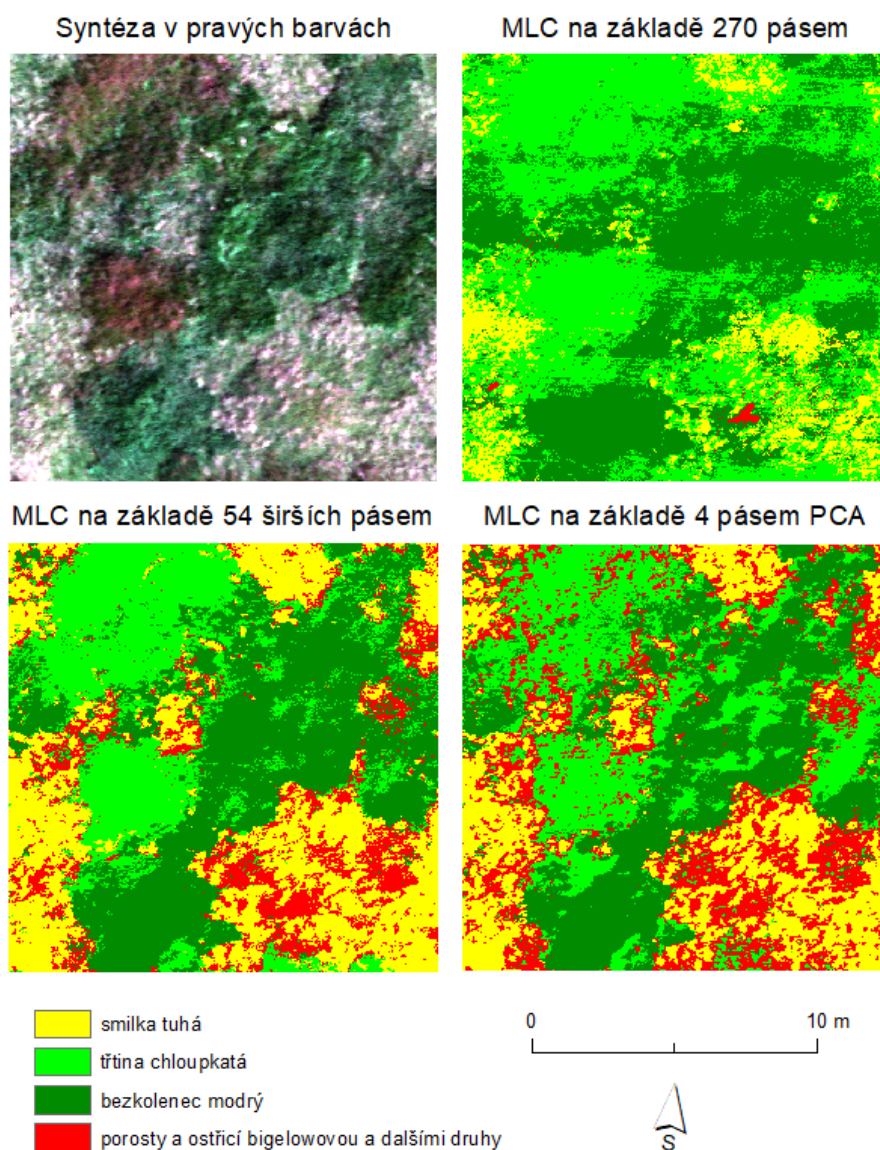 Syntéza v pravých barvách
MLC na základě 270 pásem
MLC na základě 54 širších pásem
MLC na základě 4 pásem PCA
smilka tuhá
třtina chloupkatá
bezkolenec modrý
porosty a ostřicí bigelowovou a dalšími druhy
0 10 m
S